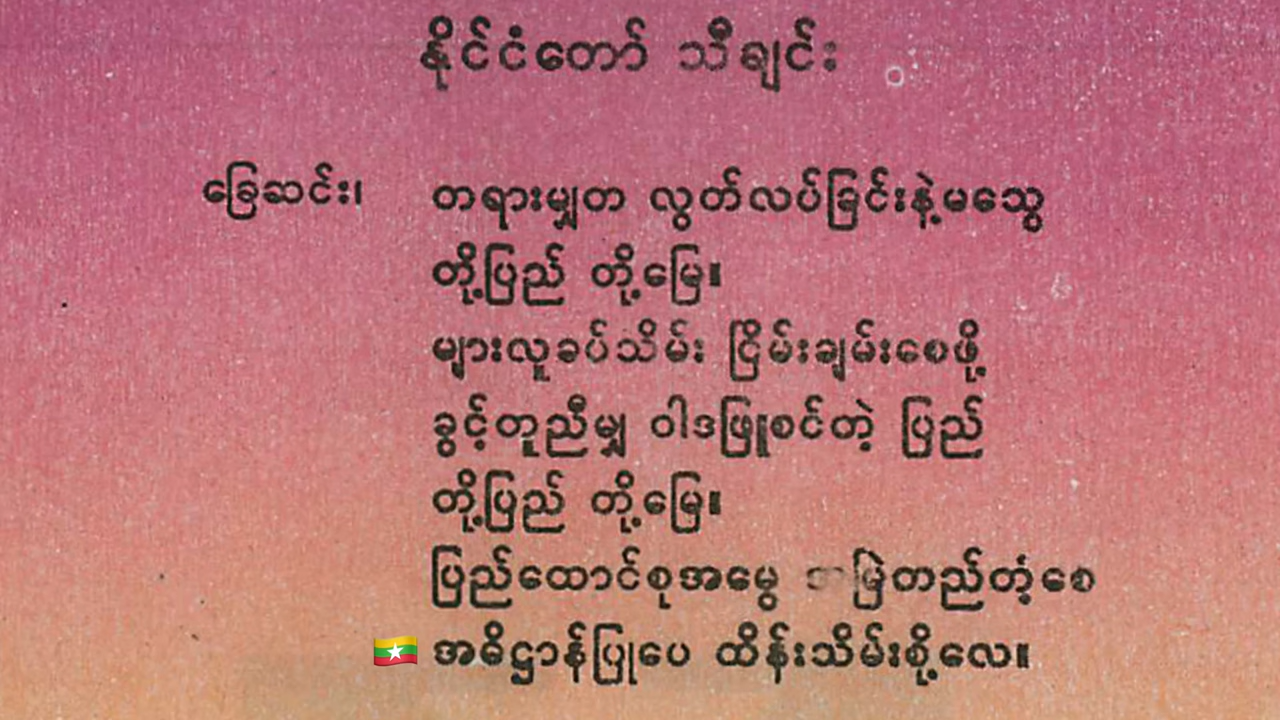 နိုင်ငံတော် သီချင်း
ခြေဆင်း၊ တရားမျှတ လွတ်လပ်ခြင်းနဲ့မသွေ
တို့ပြည် တို့မြေ။
များလူခပ်သိမ်း ငြိမ်းချမ်းစေဖို့
ခွင့်တူညီမျှ ဝါဒဖြူစင်တဲ့ ပြည်
တို့ပြည် တို့မြေ။
ပြည်ထောင်စုအမွေ အမြဲတည်တံ့စေ
အဓိဋ္ဌာန်ပြုပေ ထိန်းသိမ်းစို့လေ။